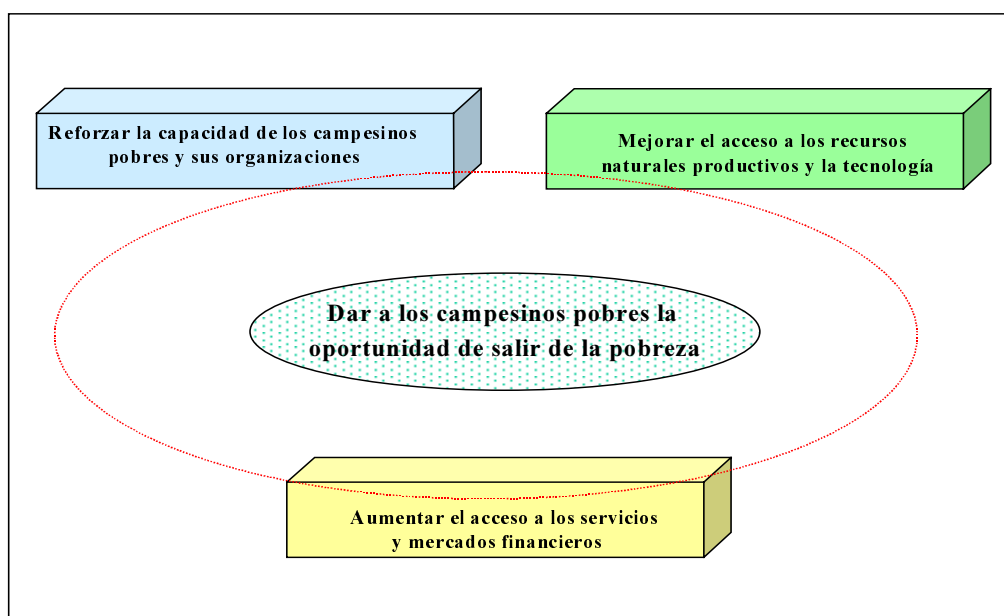 Reforzar la capacidad de los campesinos
pobres y sus organizaciones
Mejorar el acceso a los recursos
naturales productivos y la tecnología
Dar a los campesinos pobres la
oportunidad de salir de la pobreza
Aumentar el acceso a los servicios
y mercados financieros